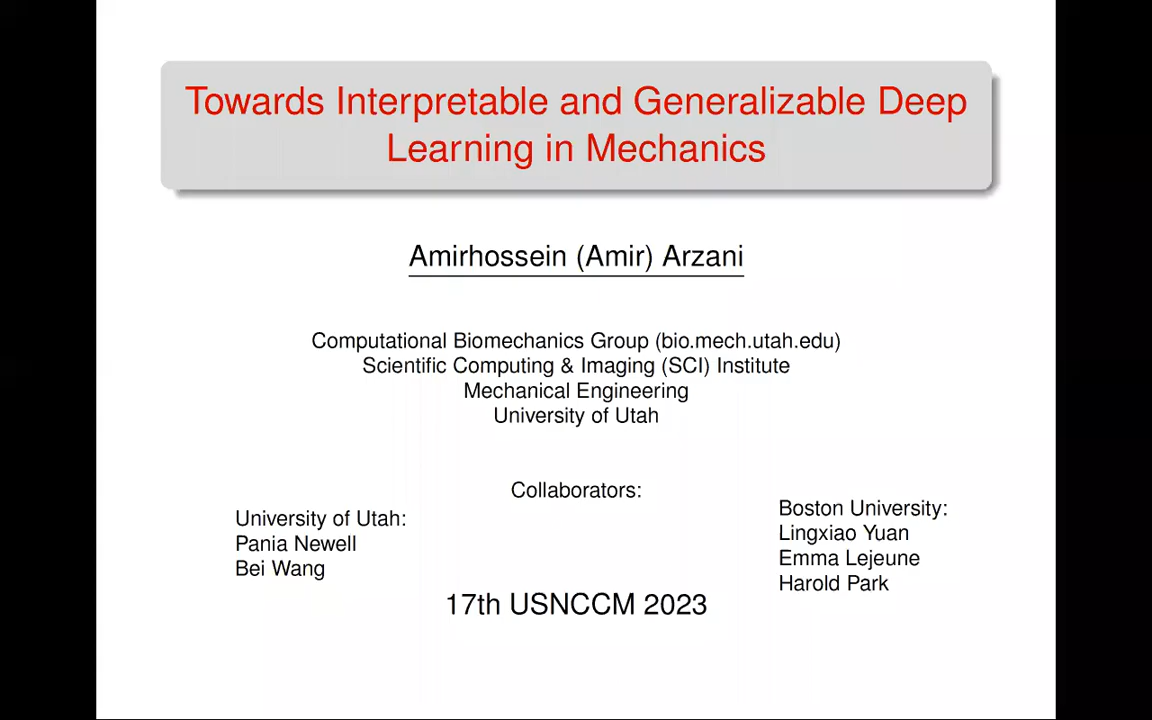 Towards Interpretable and Generalizable Deep
Learning in Mechanics
Amirhossein (Amir) Arzani
Computational Biomechanics Group (bio.mech.utah.edu)
Scientific Computing & Imaging (SCI) Institute
Mechanical Engineering
University of Utah
Collaborators:
University of Utah:
Pania Newell
Bei Wang
Boston University:
Lingxiao Yuan
Emma Lejeune
Harold Park
17th USNCCM 2023